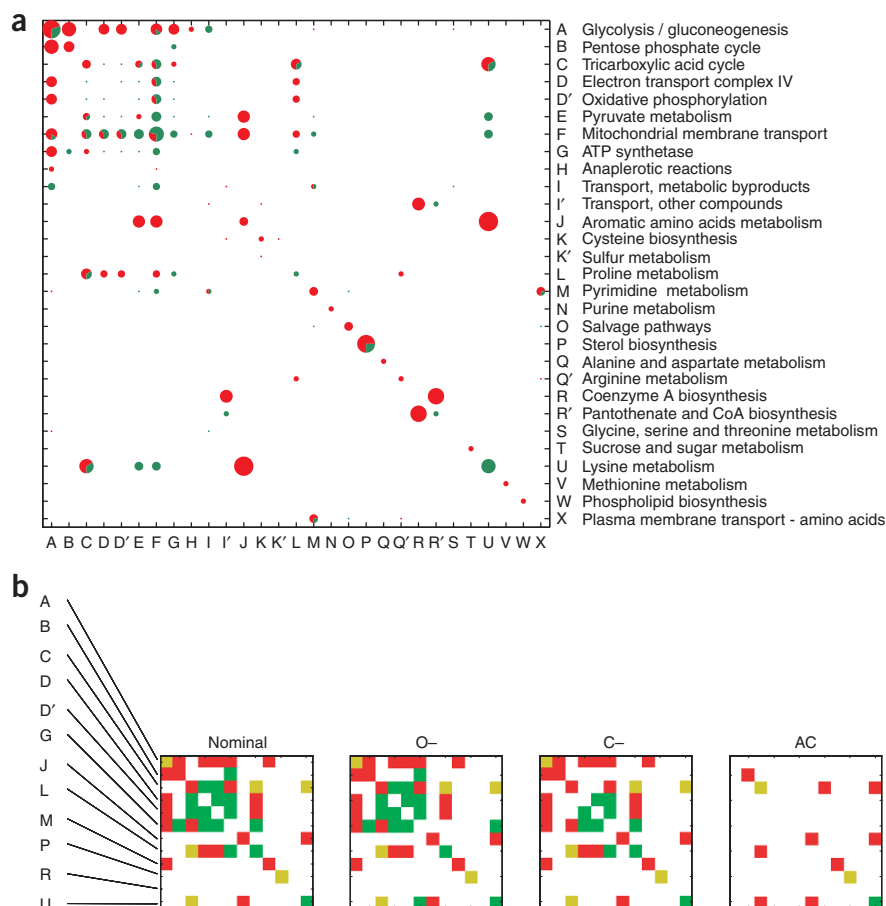 a
A Glycolysis / gluconeogenesis
B Pentose phosphate cycle
C Tricarboxylic acid cycle
D Electron transport complex IV
D′ Oxidative phosphorylation
E Pyruvate metabolism
F Mitochondrial membrane transport
G ATP synthetase
H Anaplerotic reactions
I Transport, metabolic byproducts
I′ Transport, other compounds
J Aromatic amino acids metabolism
K Cysteine biosynthesis
K′ Sulfur metabolism
L Proline metabolism
M Pyrimidine metabolism
N Purine metabolism
O Salvage pathways
P Sterol biosynthesis
Q Alanine and aspartate metabolism
Q′ Arginine metabolism
R Coenzyme A biosynthesis
R′ Pantothenate and CoA biosynthesis
S Glycine, serine and threonine metabolism
T Sucrose and sugar metabolism
U Lysine metabolism
V Methionine metabolism
W Phospholipid biosynthesis
X Plasma membrane transport - amino acids
A B C D D′ E F G H I I′ J K K′ L M N O P Q Q′ R R′ S T U V W X
b
A
B
C
D
D′
G
J
L
M
P
R
U
Nominal O– C– AC